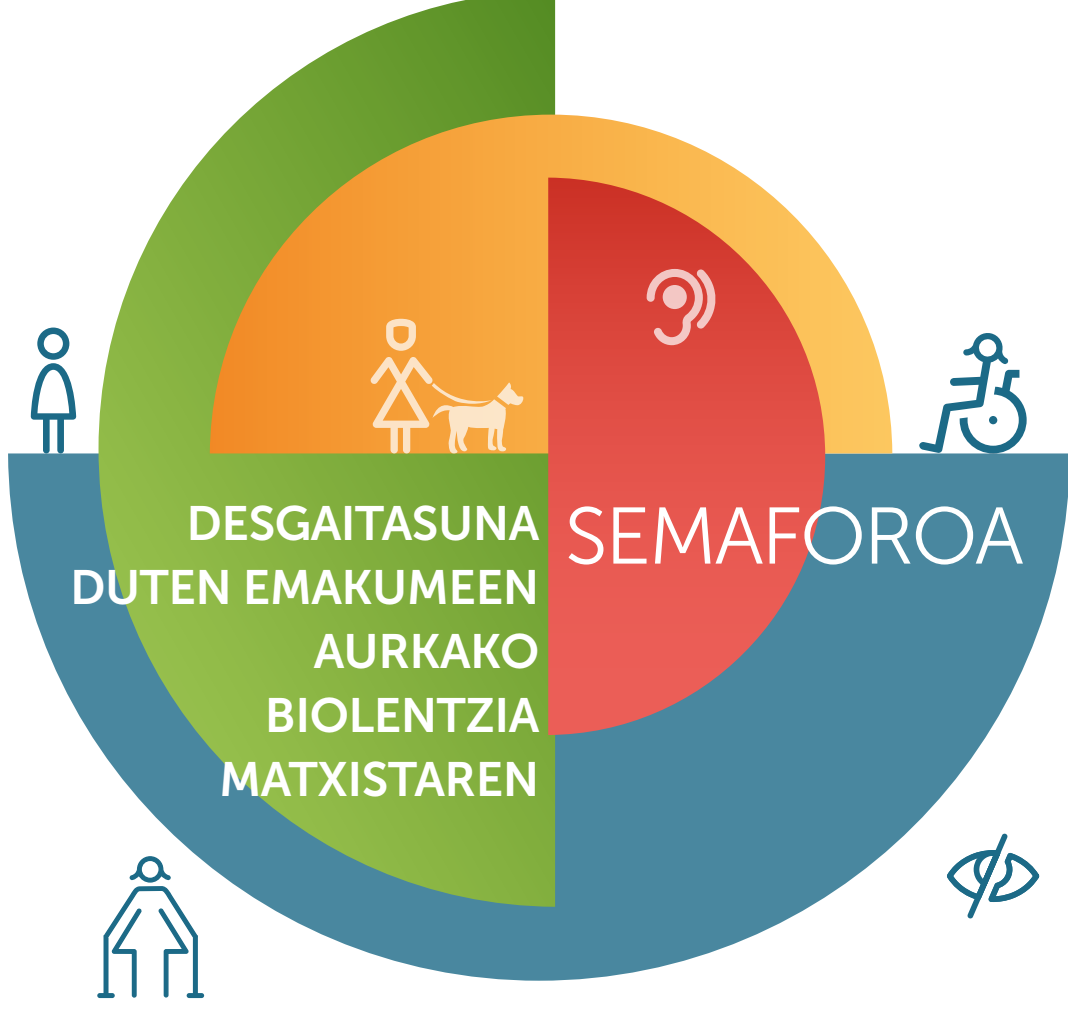 DESGAITASUNA
DUTEN EMAKUMEEN
AURKAKO
BIOLENTZIA
MATXISTAREN
SEMAFOROA